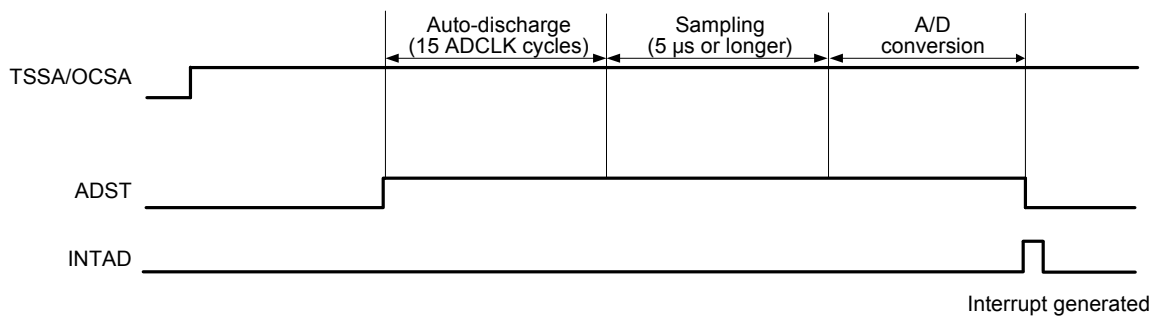 Auto-discharge
(15 ADCLK cycles)
Sampling
(5 µs or longer)
A/D
conversion
TSSA/OCSA
ADST
INTAD
Interrupt generated